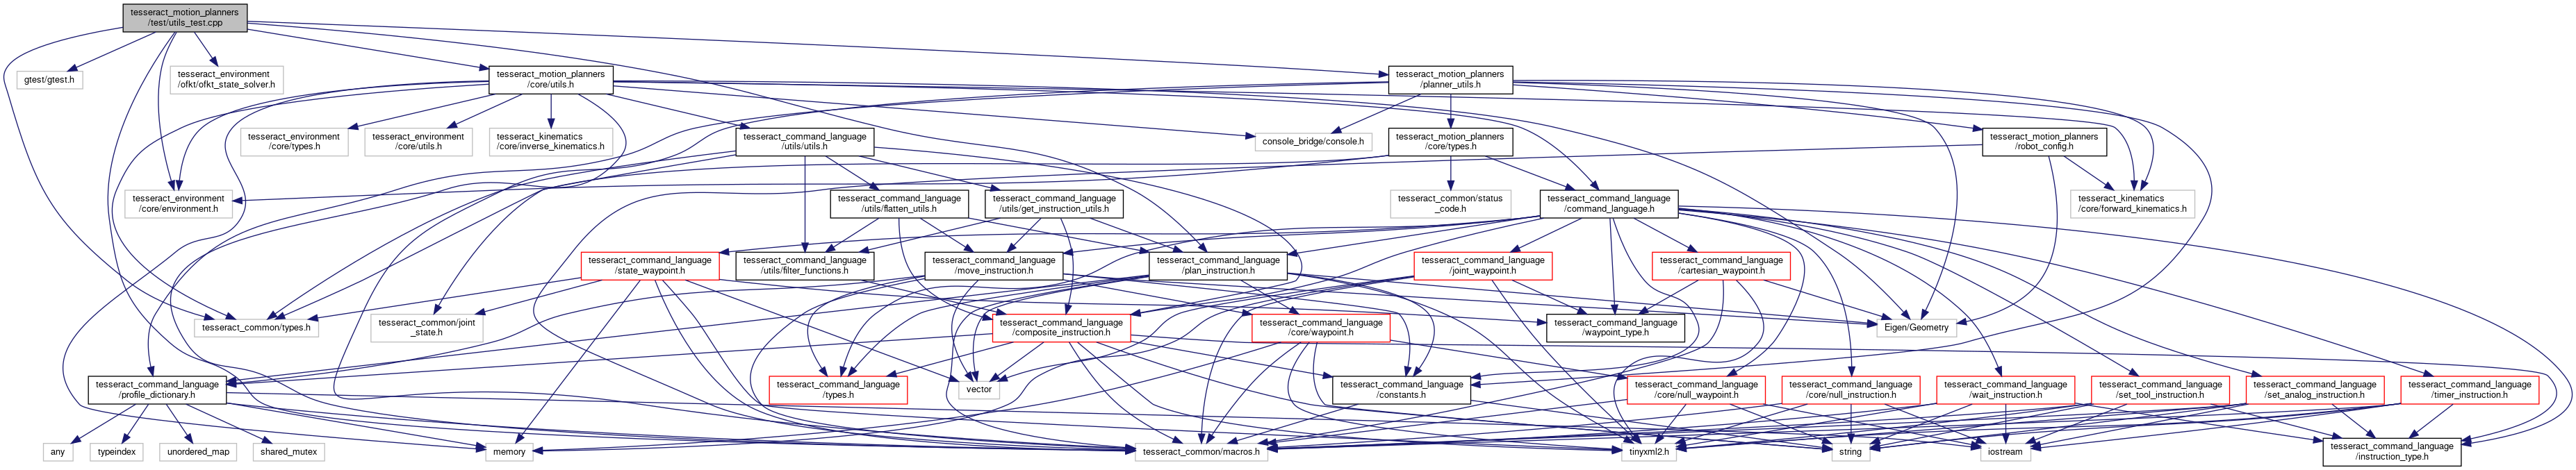 tesseract_motion_planners
/test/utils_test.cpp
gtest/gtest.h
tesseract_environment
/ofkt/ofkt_state_solver.h
tesseract_motion_planners
/core/utils.h
tesseract_motion_planners
/planner_utils.h
tesseract_environment
/core/types.h
tesseract_environment
/core/utils.h
tesseract_kinematics
/core/inverse_kinematics.h
tesseract_command_language
/utils/utils.h
console_bridge/console.h
tesseract_motion_planners
/core/types.h
tesseract_motion_planners
/robot_config.h
tesseract_environment
/core/environment.h
tesseract_command_language
/utils/flatten_utils.h
tesseract_command_language
/utils/get_instruction_utils.h
tesseract_common/status
_code.h
tesseract_command_language
/command_language.h
tesseract_kinematics
/core/forward_kinematics.h
tesseract_command_language
/state_waypoint.h
tesseract_command_language
/utils/filter_functions.h
tesseract_command_language
/move_instruction.h
tesseract_command_language
/plan_instruction.h
tesseract_command_language
/joint_waypoint.h
tesseract_command_language
/cartesian_waypoint.h
tesseract_common/types.h
tesseract_common/joint
_state.h
tesseract_command_language
/composite_instruction.h
tesseract_command_language
/core/waypoint.h
tesseract_command_language
/waypoint_type.h
Eigen/Geometry
tesseract_command_language
/profile_dictionary.h
tesseract_command_language
/types.h
vector
tesseract_command_language
/constants.h
tesseract_command_language
/core/null_waypoint.h
tesseract_command_language
/core/null_instruction.h
tesseract_command_language
/wait_instruction.h
tesseract_command_language
/set_tool_instruction.h
tesseract_command_language
/set_analog_instruction.h
tesseract_command_language
/timer_instruction.h
any
typeindex
unordered_map
shared_mutex
memory
tesseract_common/macros.h
tinyxml2.h
string
iostream
tesseract_command_language
/instruction_type.h